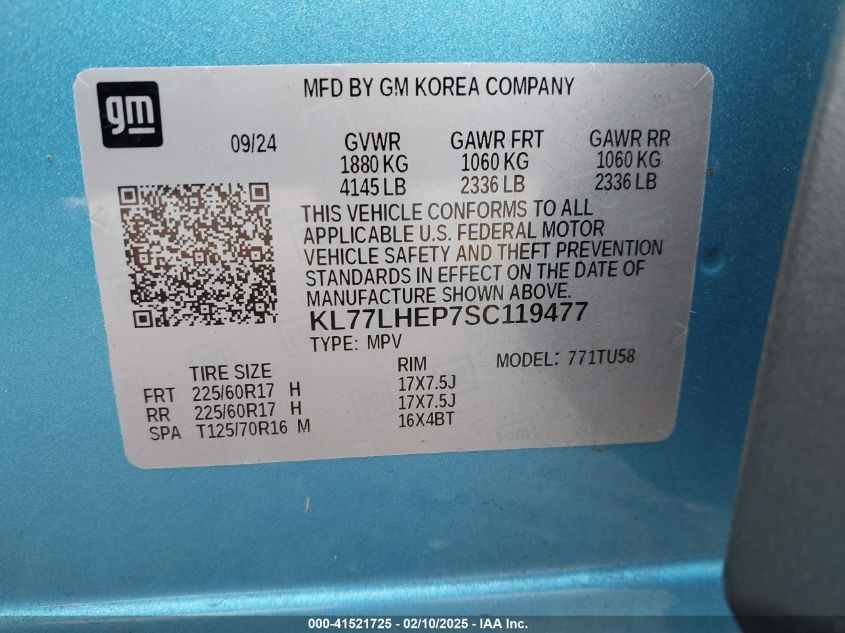 gm
MFD BY GM KOREA COMPANY
09/24 GVWR GAWR FRT GAWR RR
1880 KG 1060 KG 1060 KG
4145 LB 2336 LB 2336 LB
THIS VEHICLE CONFORMS TO ALL
APPLICABLE U.S. FEDERAL MOTOR
VEHICLE SAFETY AND THEFT PREVENTION
STANDARDS IN EFFECT ON THE DATE OF
MANUFACTURE SHOWN ABOVE.
KL77LHEP7SC119477
TYPE: MPV MODEL: 771TU58
TIRE SIZE RIM
FRT 225/60R17 H 17X7.5J
RR 225/60R17 H 17X7.5J
SPA T125/70R16 M 16X4BT
000-41521725 - 02/10/2025 - IAA Inc.